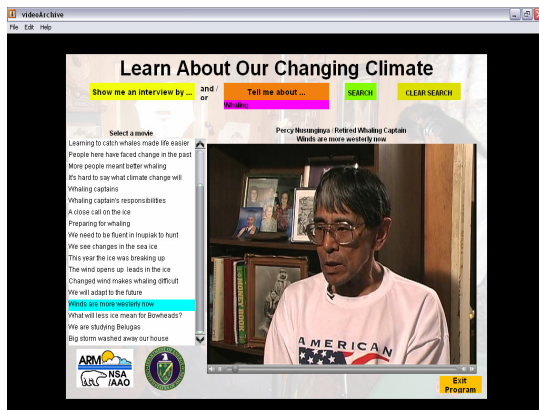 videoArchive
File Edit Help
Learn About Our Changing Climate
Show me an interview by ...
and / or
Tell me about ...
SEARCH
CLEAR SEARCH
Whaling
Select a movie
Percy Nusunginya / Retired Whaling Captain
Winds are more westerly now
Learning to catch whales made life easier
People here have faced change in the past
More people meant better whaling
It's hard to say what climate change will
Whaling captains
Whaling captain's responsibilities
A close call on the ice
Preparing for whaling
We need to be fluent in Inupiak to hunt
We see changes in the sea ice
This year the ice was breaking up
The wind opens up leads in the ice
Changed wind makes whaling difficult
We will adapt to the future
Winds are more westerly now
What will less ice mean for Bowheads?
We are studying Belugas
Big storm washed away our house
MONEY BOOK
AMERICAN
ARM
NSA
/AAO
Exit
Program